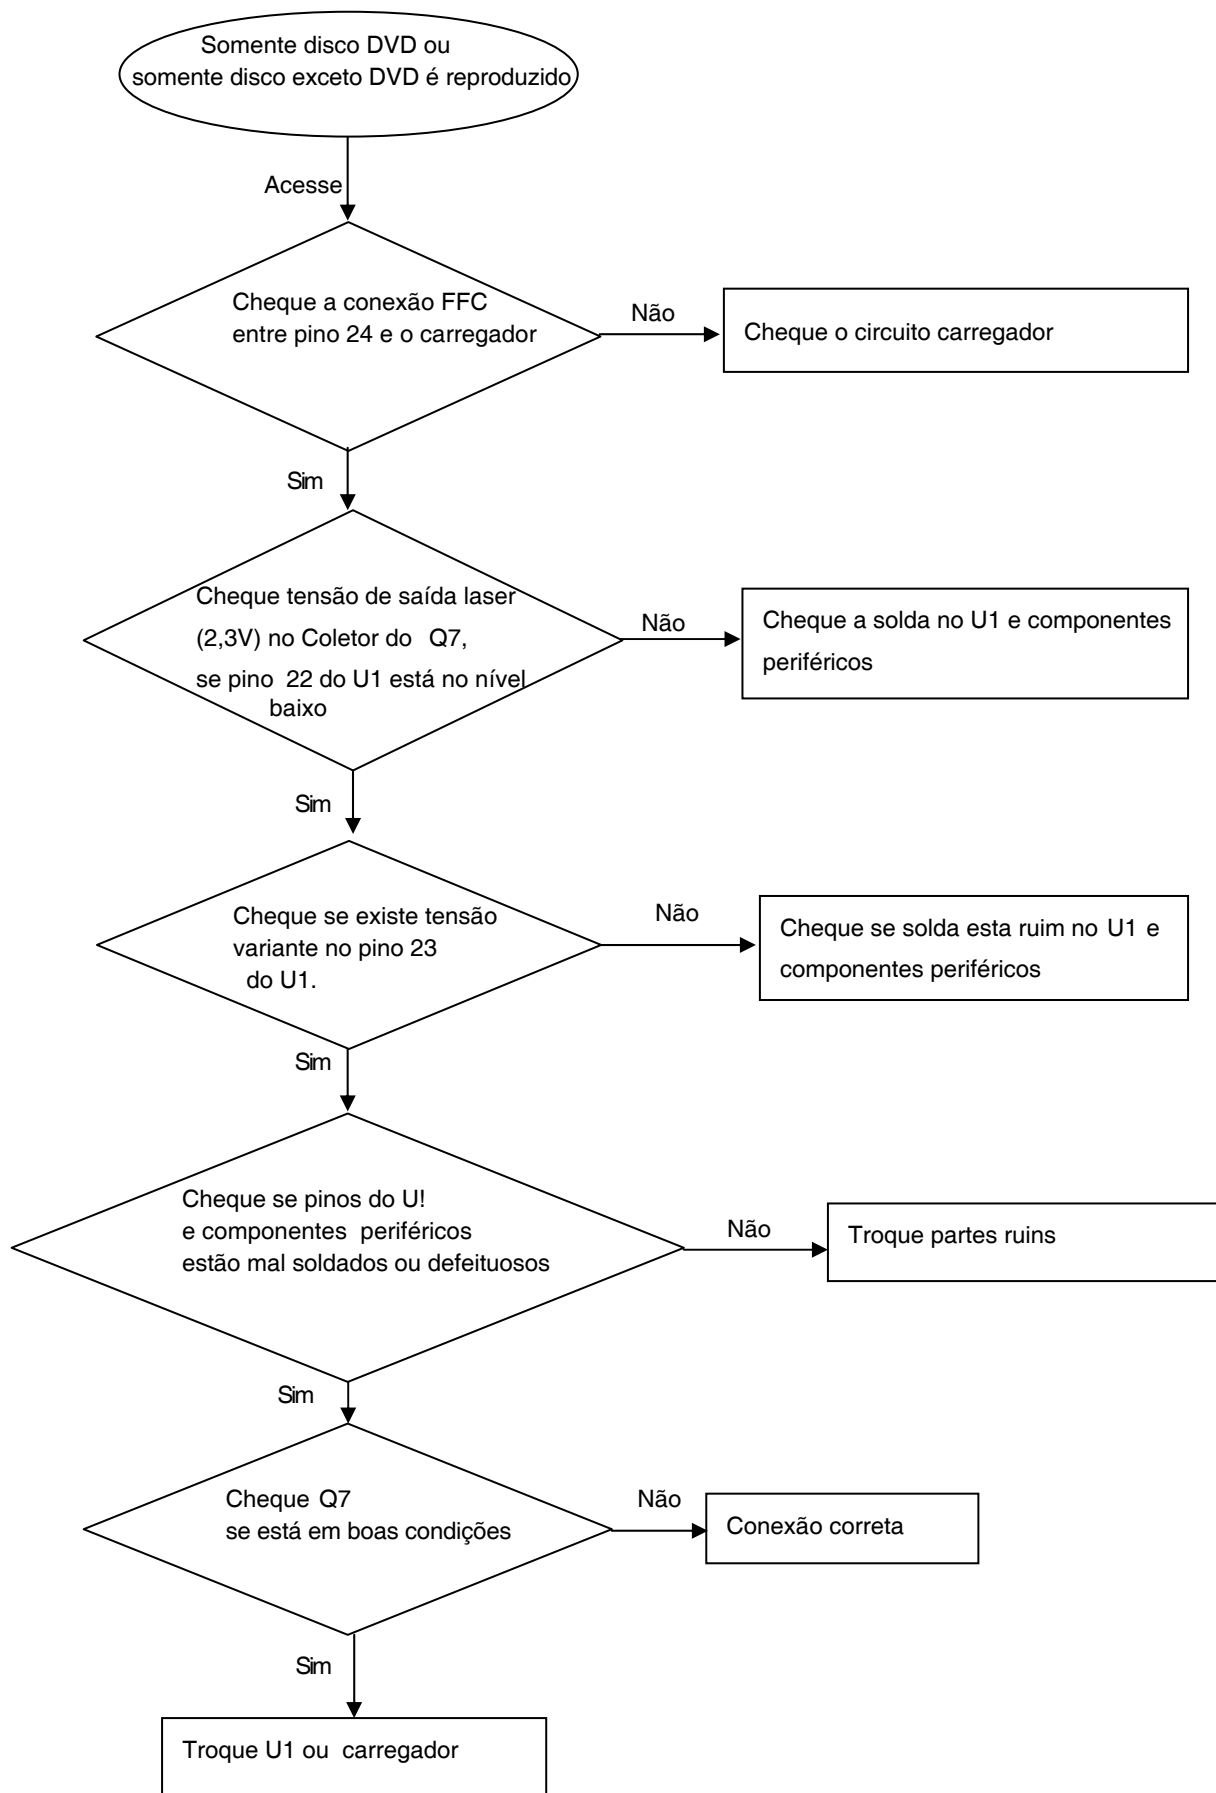 Somente disco DVD ou
somente disco exceto DVD é reproduzido
Acesse
Cheque a conexão FFC
entre pino 24 e o carregador
Não
Cheque o circuito carregador
Sim
Cheque tensão de saída laser
(2,3V) no Coletor do Q7,
se pino 22 do U1 está no nível
baixo
Não
Cheque a solda no U1 e componentes
periféricos
Sim
Cheque se existe tensão
variante no pino 23
do U1.
Não
Cheque se solda esta ruim no U1 e
componentes periféricos
Sim
Cheque se pinos do U!
e componentes periféricos
estão mal soldados ou defeituosos
Não
Troque partes ruins
Sim
Cheque Q7
se está em boas condições
Não
Conexão correta
Sim
Troque U1 ou carregador